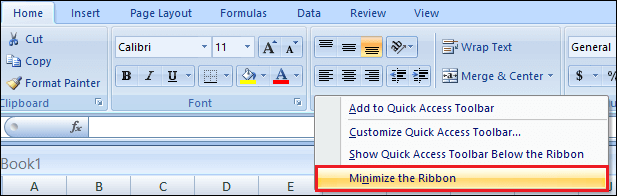 Home Insert Page Layout Formulas Data Review View
Cut
Copy
Format Painter
Clipboard
Calibri 11 A A
B I U A
Font
Wrap Text
Merge & Center
General
$ %
Add to Quick Access Toolbar
Customize Quick Access Toolbar...
Show Quick Access Toolbar Below the Ribbon
Minimize the Ribbon
fx
Book1
A B C D E